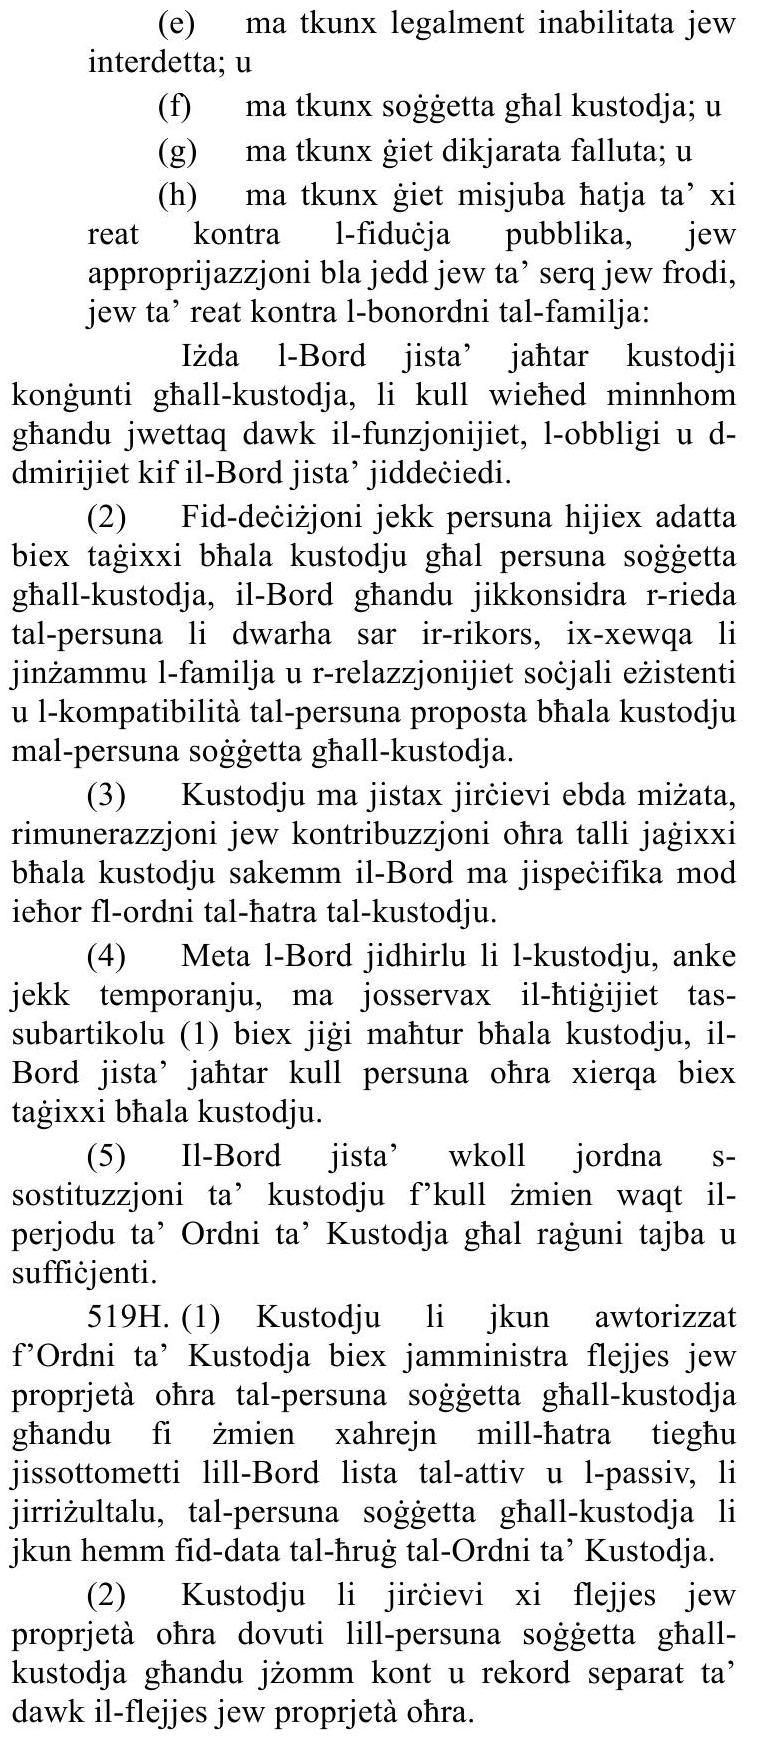 (e) ma tkunx legalment inabilitata jew
interdetta; u
(f) ma tkunx soġġetta għal kustodja; u
(g) ma tkunx ġiet dikjarata falluta; u
(h) ma tkunx ġiet misjuba ħatja ta’ xi
reat kontra l-fiduċja pubblika, jew
approprijazzjoni bla jedd jew ta’ serq jew frodi,
jew ta’ reat kontra l-bonordni tal-familja:
Iżda l-Bord jista’ jaħtar kustodji
konġunti għall-kustodja, li kull wieħed minnhom
għandu jwettaq dawk il-funzjonijiet, l-obbligi u d-
dmirijiet kif il-Bord jista’ jiddeċiedi.
(2) Fid-deċiżjoni jekk persuna hijiex adatta
biex taġixxi bħala kustodju għal persuna soġġetta
għall-kustodja, il-Bord għandu jikkonsidra r-rieda
tal-persuna li dwarha sar ir-rikors, ix-xewqa li
jinżammu l-familja u r-relazzjonijiet soċjali eżistenti
u l-kompatibilità tal-persuna proposta bħala kustodju
mal-persuna soġġetta għall-kustodja.
(3) Kustodju ma jistax jirċievi ebda miżata,
rimunerazzjoni jew kontribuzzjoni oħra talli jaġixxi
bħala kustodju sakemm il-Bord ma jispeċifika mod
ieħor fl-ordni tal-ħatra tal-kustodju.
(4) Meta l-Bord jidhirlu li l-kustodju, anke
jekk temporanju, ma josservax il-ħtiġijiet tas-
subartikolu (1) biex jiġi maħtur bħala kustodju, il-
Bord jista’ jaħtar kull persuna oħra xierqa biex
taġixxi bħala kustodju.
(5) Il-Bord jista’ wkoll jordna s-
sostituzzjoni ta’ kustodju f’kull żmien waqt il-
perjodu ta’ Ordni ta’ Kustodja għal raġuni tajba u
suffiċjenti.
519H. (1) Kustodju li jkun awtorizzat
f’Ordni ta’ Kustodja biex jamministra flejjes jew
proprjetà oħra tal-persuna soġġetta għall-kustodja
għandu fi żmien xahrejn mill-ħatra tiegħu
jissottometti lill-Bord lista tal-attiv u l-passiv, li
jirriżultalu, tal-persuna soġġetta għall-kustodja li
jkun hemm fid-data tal-ħruġ tal-Ordni ta’ Kustodja.
(2) Kustodju li jirċievi xi flejjes jew
proprjetà oħra dovuti lill-persuna soġġetta għall-
kustodja għandu jżomm kont u rekord separat ta’
dawk il-flejjes jew proprjetà oħra.